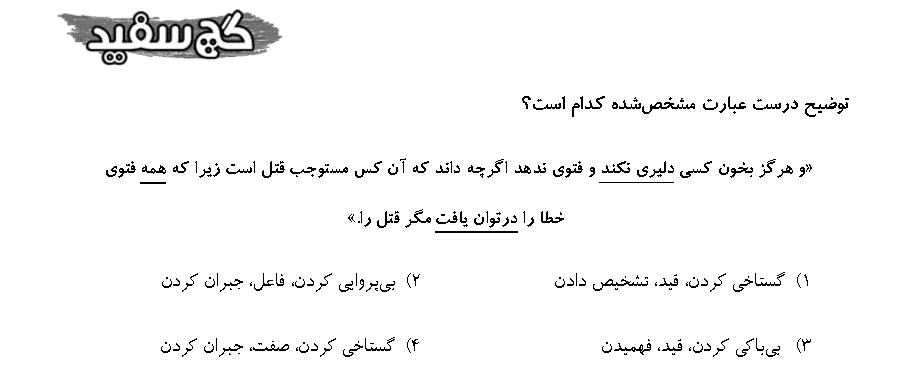 گچ سفید
توضیح درست عبارت مشخص‌شده کدام است؟
«و هرگز بخون کسی دلیری نکند و فتوی ندهد اگرچه داند که آن کس مستوجب قتل است زیرا که همه فتوی
خطا را درتوان یافت مگر قتل را.»
۱) گستاخی کردن، قید، تشخیص دادن ۲) بی‌پروایی کردن، فاعل، جبران کردن
۳) بی‌باکی کردن، قید، فهمیدن ۴) گستاخی کردن، صفت، جبران کردن